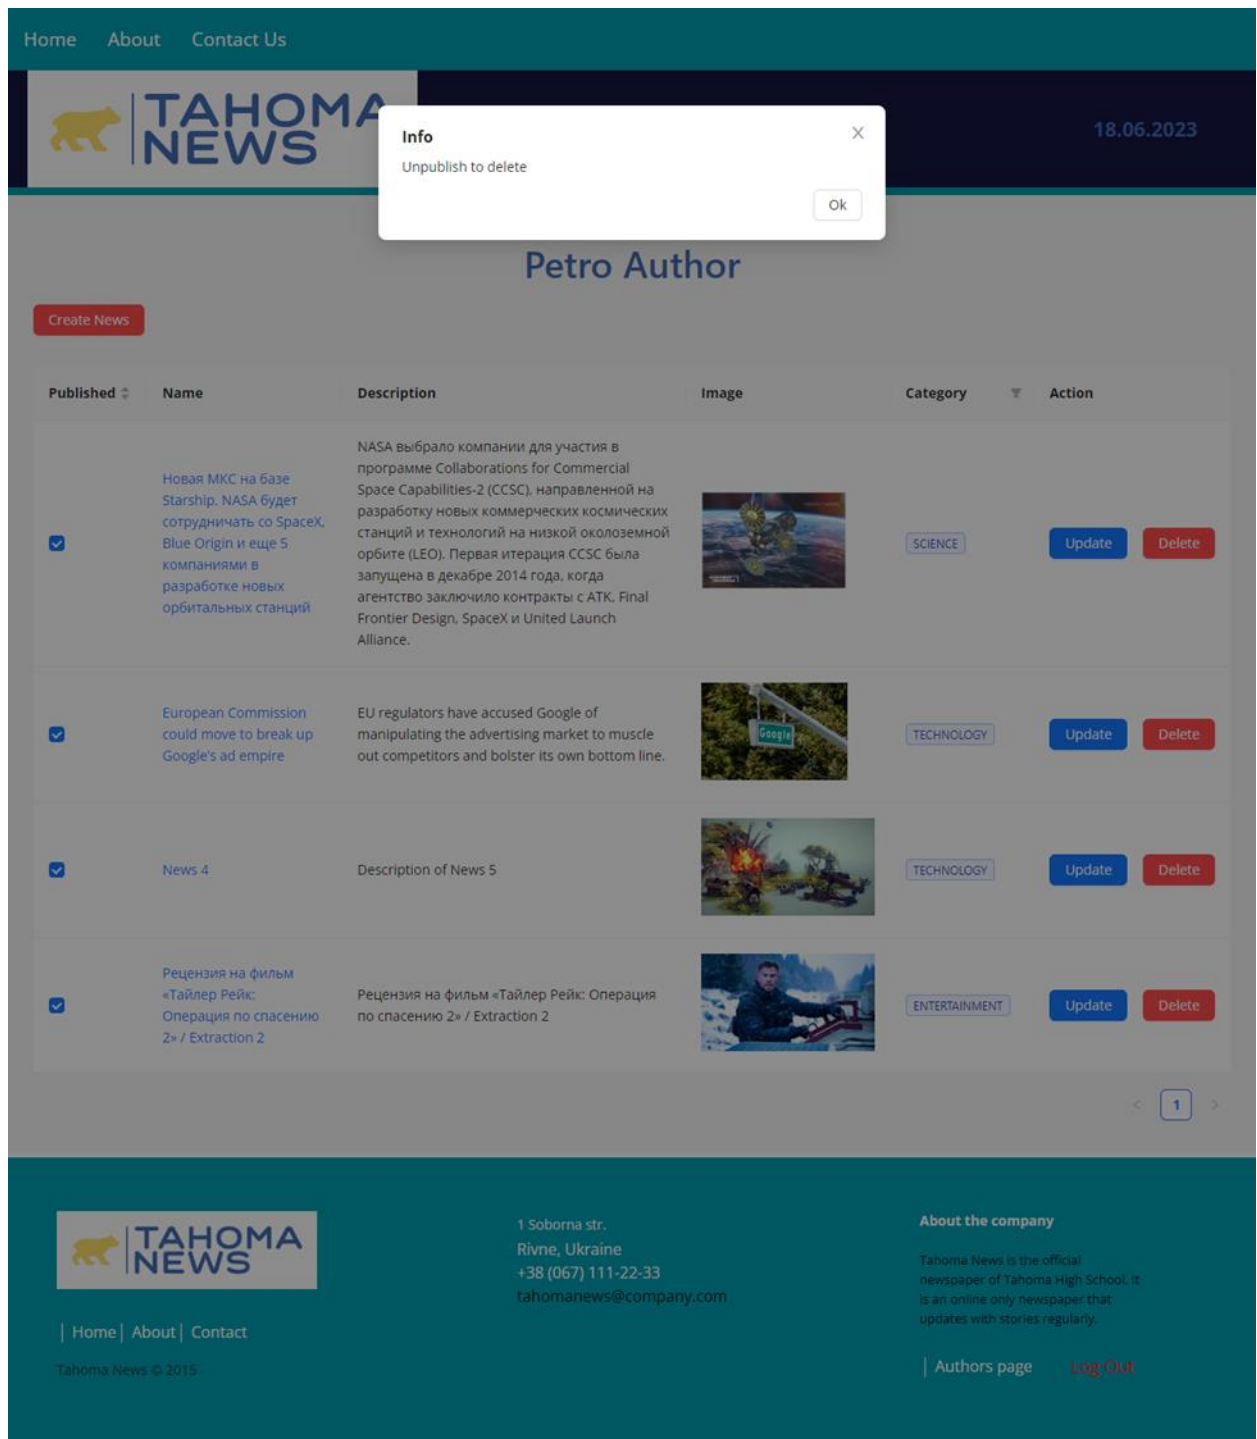 Home About Contact Us
TAHOMA
NEWS
Info
Unpublish to delete
Ok
18.06.2023
Petro Author
Create News
Published Name Description Image Category Action
Новая МКС на базе
Starship. NASA будет
сотрудничать со SpaceX,
Blue Origin и еще 5
компаниями в
разработке новых
орбитальных станций
NASA выбрало компании для участия в
программе Collaborations for Commercial
Space Capabilities-2 (CCSC), направленной на
разработку новых коммерческих космических
станций и технологий на низкой околоземной
орбите (LEO). Первая итерация CCSC была
запущена в декабре 2014 года, когда
агентство заключило контракты с ATK, Final
Frontier Design, SpaceX и United Launch
Alliance.
SCIENCE
Update Delete
European Commission
could move to break up
Google's ad empire
EU regulators have accused Google of
manipulating the advertising market to muscle
out competitors and bolster its own bottom line.
Google
TECHNOLOGY
Update Delete
News 4
Description of News 5
TECHNOLOGY
Update Delete
Рецензия на фильм
«Тайлер Рейк:
Операция по спасению
2» / Extraction 2
Рецензия на фильм «Тайлер Рейк: Операция
по спасению 2» / Extraction 2
ENTERTAINMENT
Update Delete
< 1 >
TAHOMA
NEWS
| Home| About| Contact
Tahoma News © 2015
1 Soborna str.
Rivne, Ukraine
+38 (067) 111-22-33
tahomanews@company.com
About the company
Tahoma News is the official
newspaper of Tahoma High School. It
is an online only newspaper that
updates with stories regularly.
| Authors page Log Out